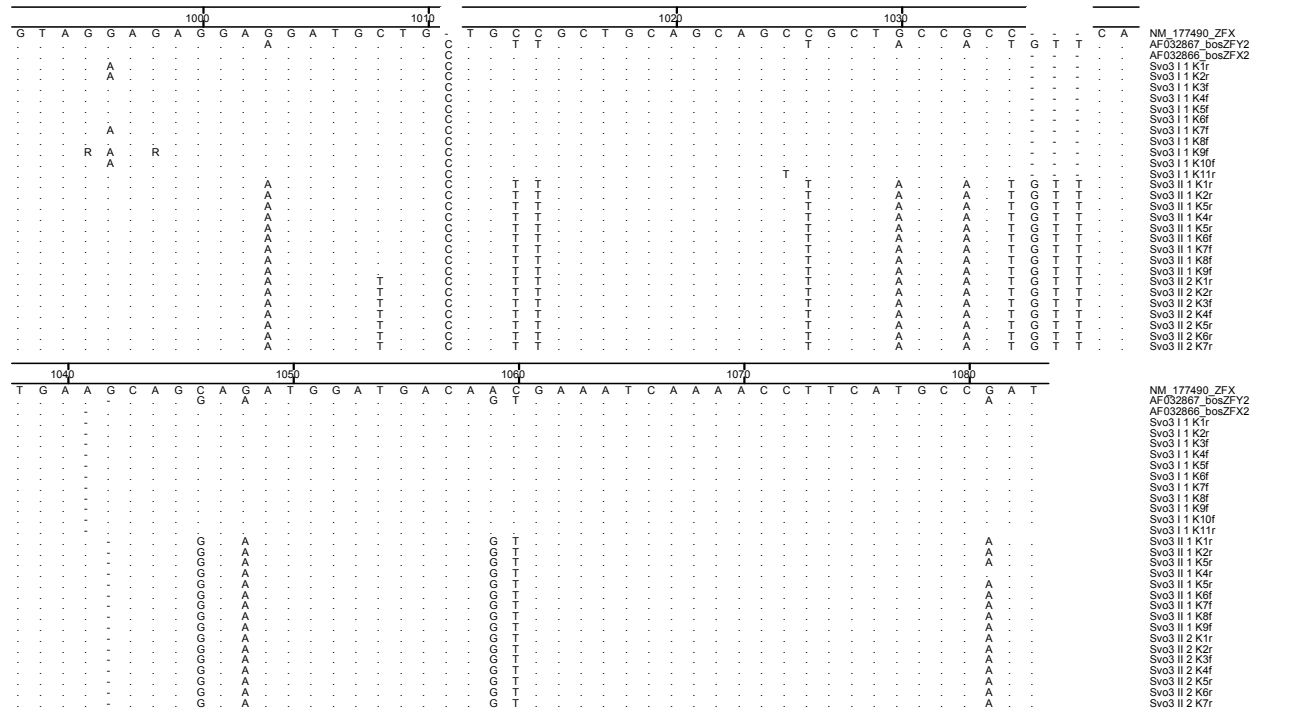 1000 1010 1020 1030
G T A G G A G A G G A G G A T G C T G - T G C C G C T G C A G C A G C C G C T G C C G C C - - - C A NM_177490_ZFX
. . . . . . . . . . . A . . . . . . . C . . T T . . . . . . . . . . . T . . . A . . A . T G T T . . AF032867_bosZFY2
. . . . . . . . . . . . . . . . . . . C . . . . . . . . . . . . . . . . . . . . . . . . . - - - . . AF032866_bosZFX2
. . . . A . . . . . . . . . . . . . . C . . . . . . . . . . . . . . . . . . . . . . . . . - - - . . Svo3 I 1 K1r
. . . . A . . . . . . . . . . . . . . C . . . . . . . . . . . . . . . . . . . . . . . . . - - - . . Svo3 I 1 K2r
. . . . . . . . . . . . . . . . . . . C . . . . . . . . . . . . . . . . . . . . . . . . . - - - . . Svo3 I 1 K3f
. . . . . . . . . . . . . . . . . . . C . . . . . . . . . . . . . . . . . . . . . . . . . - - - . . Svo3 I 1 K4f
. . . . . . . . . . . . . . . . . . . C . . . . . . . . . . . . . . . . . . . . . . . . . - - - . . Svo3 I 1 K5f
. . . . . . . . . . . . . . . . . . . C . . . . . . . . . . . . . . . . . . . . . . . . . - - - . . Svo3 I 1 K6f
. . . . A . . . . . . . . . . . . . . C . . . . . . . . . . . . . . . . . . . . . . . . . - - - . . Svo3 I 1 K7f
. . . . . . . . . . . . . . . . . . . C . . . . . . . . . . . . . . . . . . . . . . . . . - - - . . Svo3 I 1 K8f
. . . R A . R . . . . . . . . . . . . C . . . . . . . . . . . . . . . . . . . . . . . . . - - - . . Svo3 I 1 K9f
. . . . A . . . . . . . . . . . . . . C . . . . . . . . . . . . . . . . . . . . . . . . . - - - . . Svo3 I 1 K10f
. . . . . . . . . . . . . . . . . . . C . . . . . . . . . . . . . . T . . . . . . . . . . - - - . . Svo3 I 1 K11r
. . . . . . . . . . . A . . . . . . . C . . T T . . . . . . . . . . . T . . . A . . A . T G T T . . Svo3 II 1 K1r
. . . . . . . . . . . A . . . . . . . C . . T T . . . . . . . . . . . T . . . A . . A . T G T T . . Svo3 II 1 K2r
. . . . . . . . . . . A . . . . . . . C . . T T . . . . . . . . . . . T . . . A . . A . T G T T . . Svo3 II 1 K5r
. . . . . . . . . . . A . . . . . . . C . . T T . . . . . . . . . . . T . . . A . . A . T G T T . . Svo3 II 1 K4r
. . . . . . . . . . . A . . . . . . . C . . T T . . . . . . . . . . . T . . . A . . A . T G T T . . Svo3 II 1 K5r
. . . . . . . . . . . A . . . . . . . C . . T T . . . . . . . . . . . T . . . A . . A . T G T T . . Svo3 II 1 K6f
. . . . . . . . . . . A . . . . . . . C . . T T . . . . . . . . . . . T . . . A . . A . T G T T . . Svo3 II 1 K7f
. . . . . . . . . . . A . . . . . . . C . . T T . . . . . . . . . . . T . . . A . . A . T G T T . . Svo3 II 1 K8f
. . . . . . . . . . . A . . . . . . . C . . T T . . . . . . . . . . . T . . . A . . A . T G T T . . Svo3 II 1 K9f
. . . . . . . . . . . A . . . . T . . C . . T T . . . . . . . . . . . T . . . A . . A . T G T T . . Svo3 II 2 K1r
. . . . . . . . . . . A . . . . T . . C . . T T . . . . . . . . . . . T . . . A . . A . T G T T . . Svo3 II 2 K2r
. . . . . . . . . . . A . . . . T . . C . . T T . . . . . . . . . . . T . . . A . . A . T G T T . . Svo3 II 2 K3f
. . . . . . . . . . . A . . . . T . . C . . T T . . . . . . . . . . . T . . . A . . A . T G T T . . Svo3 II 2 K4f
. . . . . . . . . . . A . . . . T . . C . . T T . . . . . . . . . . . T . . . A . . A . T G T T . . Svo3 II 2 K5r
. . . . . . . . . . . A . . . . T . . C . . T T . . . . . . . . . . . T . . . A . . A . T G T T . . Svo3 II 2 K6r
. . . . . . . . . . . A . . . . T . . C . . T T . . . . . . . . . . . T . . . A . . A . T G T T . . Svo3 II 2 K7r
1040 1050 1060 1070 1080
T G A A G C A G C A G A T G G A T G A C A A C G A A A T C A A A A C C T T C A T G C C G A T NM_177490_ZFX
. . . . - . . . G . A . . . . . . . . . . G T . . . . . . . . . . . . . . . . . . . . A . . AF032867_bosZFY2
. . . - . . . . . . . . . . . . . . . . . . . . . . . . . . . . . . . . . . . . . . . . . . AF032866_bosZFX2
. . . - . . . . . . . . . . . . . . . . . . . . . . . . . . . . . . . . . . . . . . . . . . Svo3 I 1 K1r
. . . - . . . . . . . . . . . . . . . . . . . . . . . . . . . . . . . . . . . . . . . . . . Svo3 I 1 K2r
. . . - . . . . . . . . . . . . . . . . . . . . . . . . . . . . . . . . . . . . . . . . . . Svo3 I 1 K3f
. . . - . . . . . . . . . . . . . . . . . . . . . . . . . . . . . . . . . . . . . . . . . . Svo3 I 1 K4f
. . . - . . . . . . . . . . . . . . . . . . . . . . . . . . . . . . . . . . . . . . . . . . Svo3 I 1 K5f
. . . - . . . . . . . . . . . . . . . . . . . . . . . . . . . . . . . . . . . . . . . . . . Svo3 I 1 K6f
. . . - . . . . . . . . . . . . . . . . . . . . . . . . . . . . . . . . . . . . . . . . . . Svo3 I 1 K7f
. . . - . . . . . . . . . . . . . . . . . . . . . . . . . . . . . . . . . . . . . . . . . . Svo3 I 1 K8f
. . . - . . . . . . . . . . . . . . . . . . . . . . . . . . . . . . . . . . . . . . . . . . Svo3 I 1 K9f
. . . - . . . . . . . . . . . . . . . . . . . . . . . . . . . . . . . . . . . . . . . . . . Svo3 I 1 K10f
. . . - . . . . . . . . . . . . . . . . . . . . . . . . . . . . . . . . . . . . . . . . . . Svo3 I 1 K11r
. . . . - . . . G . A . . . . . . . . . . G T . . . . . . . . . . . . . . . . . . . . A . . Svo3 II 1 K1r
. . . . - . . . G . A . . . . . . . . . . G T . . . . . . . . . . . . . . . . . . . . A . . Svo3 II 1 K2r
. . . . - . . . G . A . . . . . . . . . . G T . . . . . . . . . . . . . . . . . . . . A . . Svo3 II 1 K5r
. . . . - . . . G . A . . . . . . . . . . G T . . . . . . . . . . . . . . . . . . . . . . . Svo3 II 1 K4r
. . . . - . . . G . A . . . . . . . . . . G T . . . . . . . . . . . . . . . . . . . . A . . Svo3 II 1 K5r
. . . . - . . . G . A . . . . . . . . . . G T . . . . . . . . . . . . . . . . . . . . A . . Svo3 II 1 K6f
. . . . - . . . G . A . . . . . . . . . . G T . . . . . . . . . . . . . . . . . . . . A . . Svo3 II 1 K7f
. . . . - . . . G . A . . . . . . . . . . G T . . . . . . . . . . . . . . . . . . . . A . . Svo3 II 1 K8f
. . . . - . . . G . A . . . . . . . . . . G T . . . . . . . . . . . . . . . . . . . . A . . Svo3 II 1 K9f
. . . . - . . . G . A . . . . . . . . . . G T . . . . . . . . . . . . . . . . . . . . A . . Svo3 II 2 K1r
. . . . - . . . G . A . . . . . . . . . . G T . . . . . . . . . . . . . . . . . . . . A . . Svo3 II 2 K2r
. . . . - . . . G . A . . . . . . . . . . G T . . . . . . . . . . . . . . . . . . . . A . . Svo3 II 2 K3f
. . . . - . . . G . A . . . . . . . . . . G T . . . . . . . . . . . . . . . . . . . . A . . Svo3 II 2 K4f
. . . . - . . . G . A . . . . . . . . . . G T . . . . . . . . . . . . . . . . . . . . A . . Svo3 II 2 K5r
. . . . - . . . G . A . . . . . . . . . . G T . . . . . . . . . . . . . . . . . . . . A . . Svo3 II 2 K6r
. . . . - . . . G . A . . . . . . . . . . G T . . . . . . . . . . . . . . . . . . . . A . . Svo3 II 2 K7r